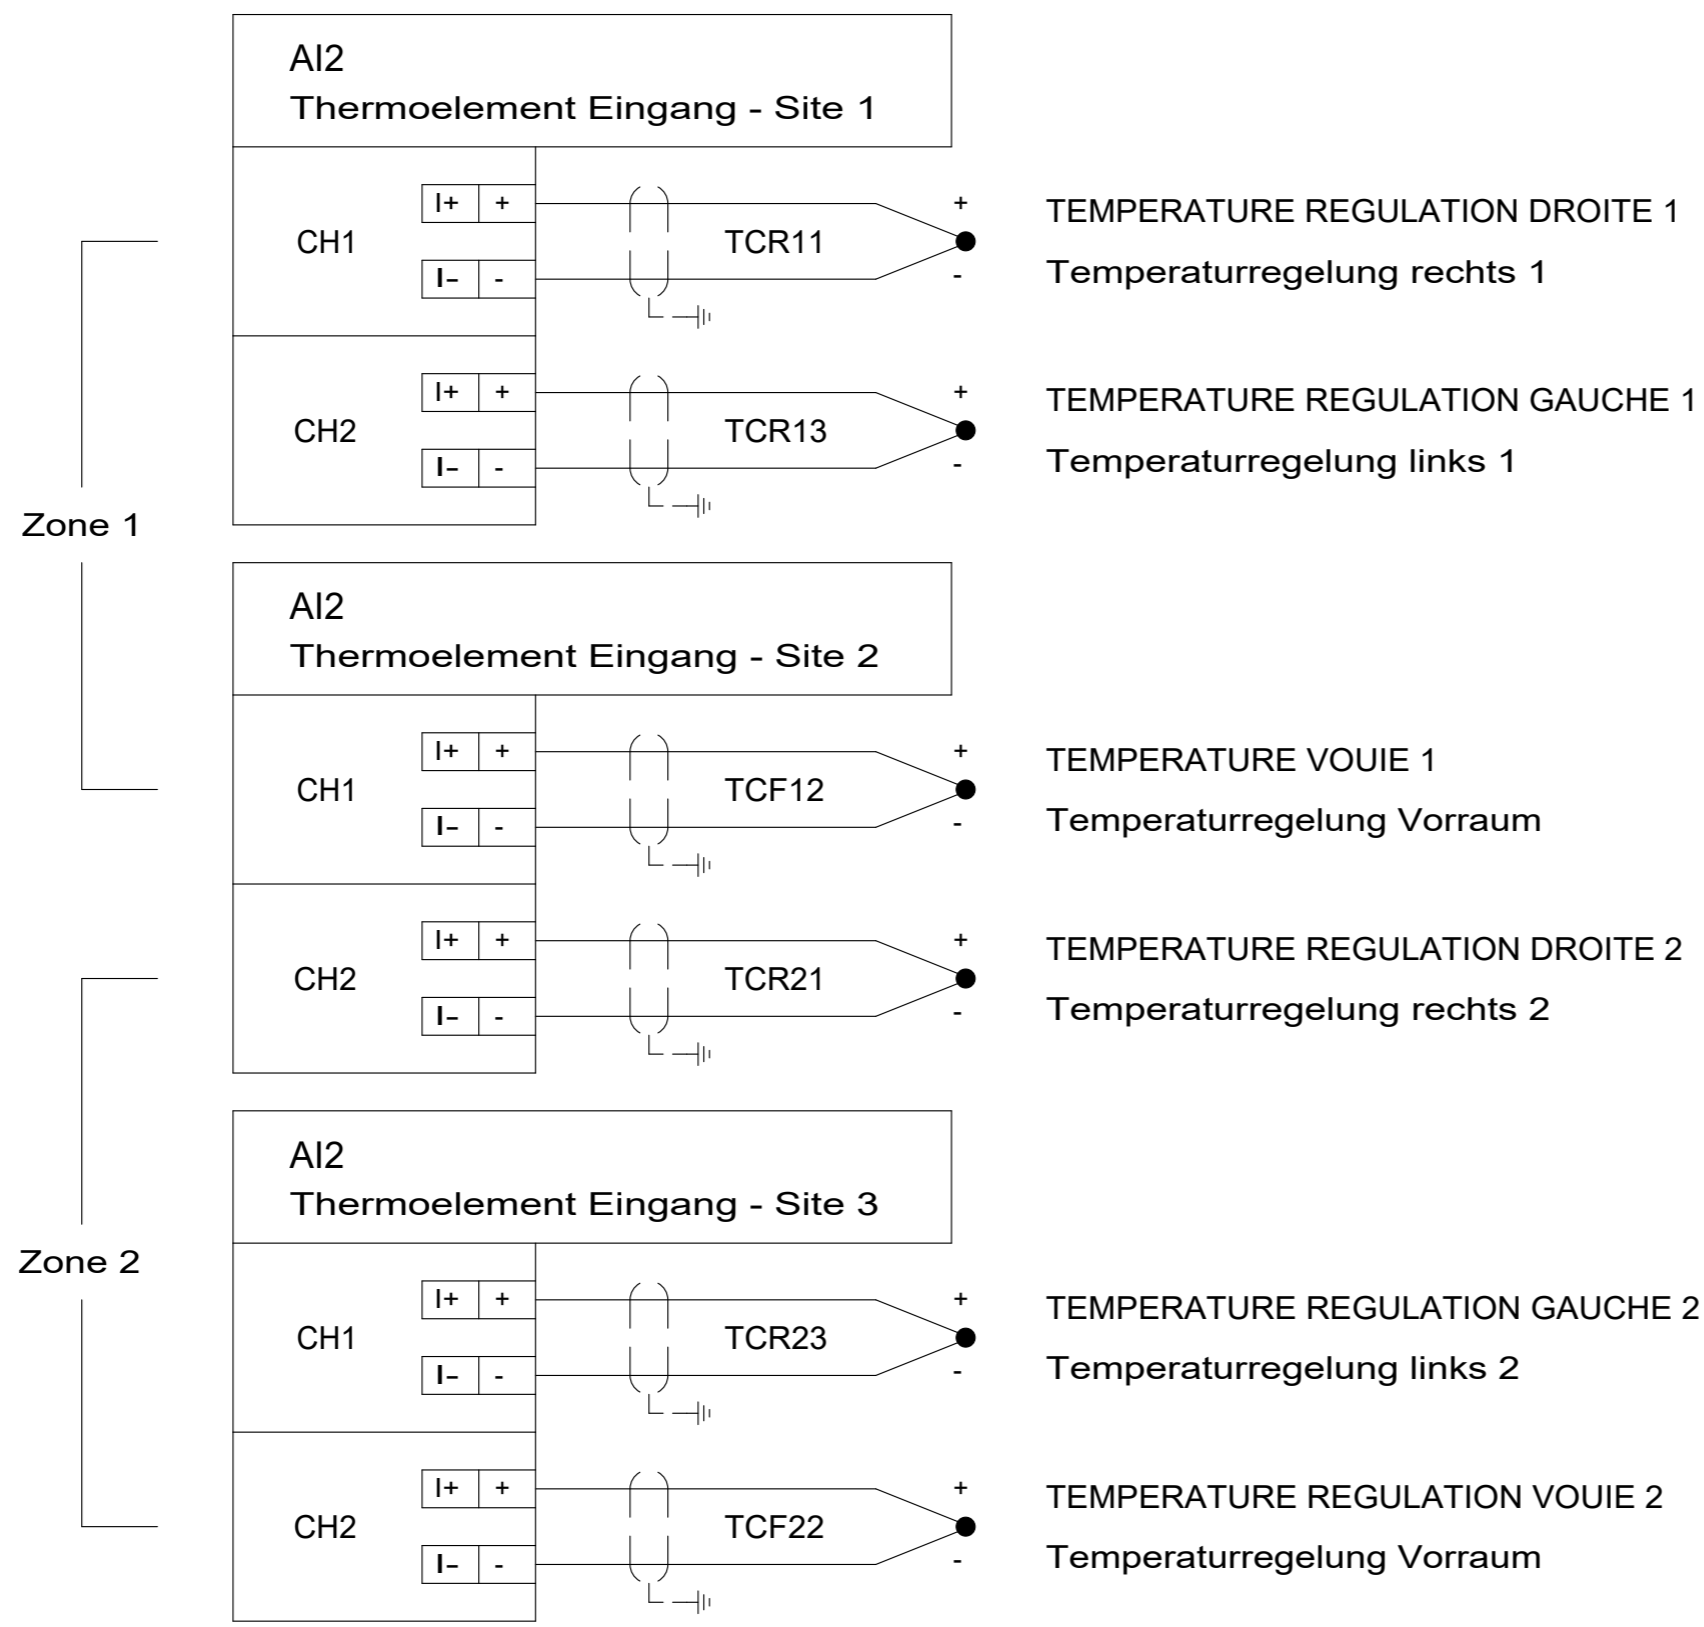 AI2
Thermoelement Eingang - Site 1
CH1
I+ +
I- -
TCR11
+
-
TEMPERATURE REGULATION DROITE 1
Temperaturregelung rechts 1
CH2
I+ +
I- -
TCR13
+
-
TEMPERATURE REGULATION GAUCHE 1
Temperaturregelung links 1
Zone 1
AI2
Thermoelement Eingang - Site 2
CH1
I+ +
I- -
TCF12
+
-
TEMPERATURE VOUIE 1
Temperaturregelung Vorraum
CH2
I+ +
I- -
TCR21
+
-
TEMPERATURE REGULATION DROITE 2
Temperaturregelung rechts 2
Zone 2
AI2
Thermoelement Eingang - Site 3
CH1
I+ +
I- -
TCR23
+
-
TEMPERATURE REGULATION GAUCHE 2
Temperaturregelung links 2
CH2
I+ +
I- -
TCF22
+
-
TEMPERATURE REGULATION VOUIE 2
Temperaturregelung Vorraum